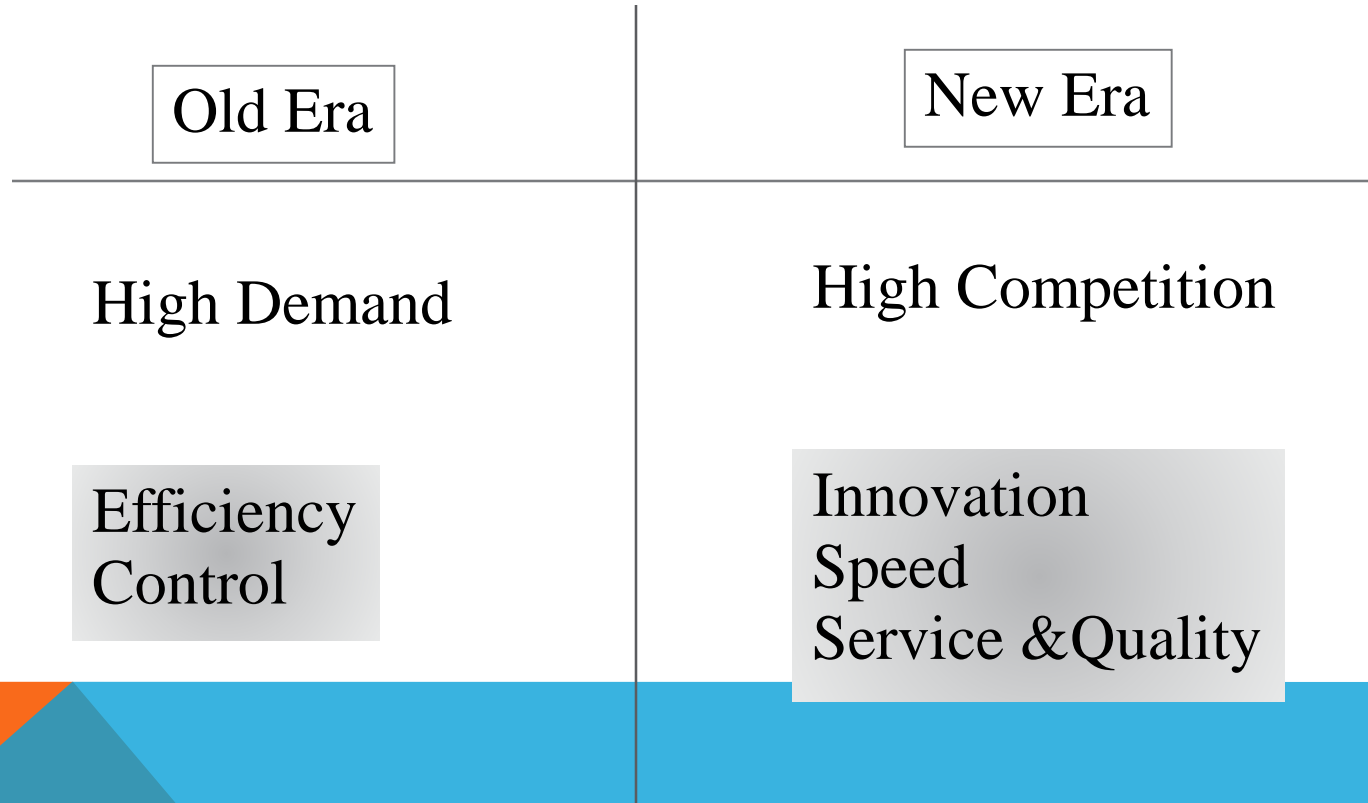 Old Era
New Era
High Demand
High Competition
Efficiency
Control
Innovation
Speed
Service &Quality